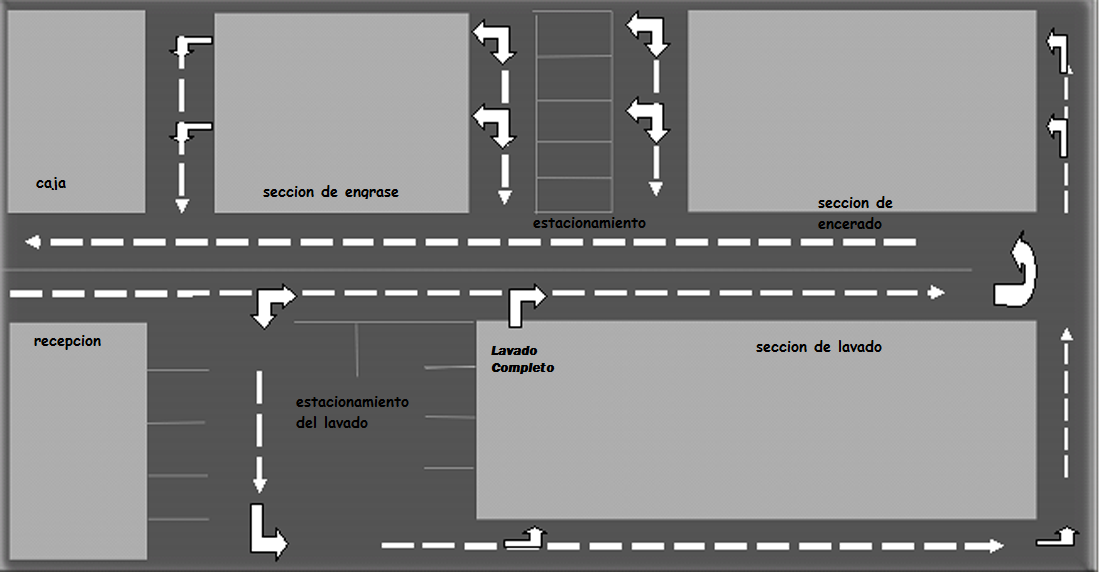 caja
seccion de engrase
estacionamiento
seccion de
encerado
recepcion
Lavado
Completo
seccion de lavado
estacionamiento
del lavado